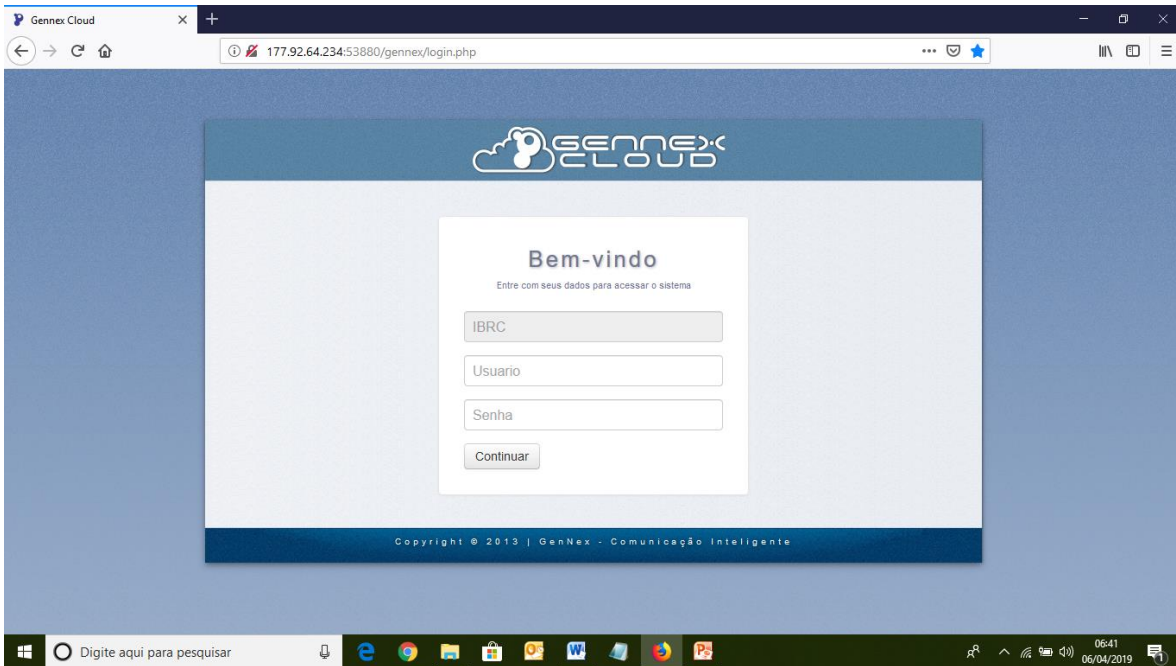 Gennex Cloud
177.92.64.234:53880/gennex/login.php
GENNEX
CLOUD
Bem-vindo
Entre com seus dados para acessar o sistema
IBRC
Usuario
Senha
Continuar
Copyright © 2013 | GenNex - Comunicação Inteligente
Digite aqui para pesquisar
06:41
06/04/2019